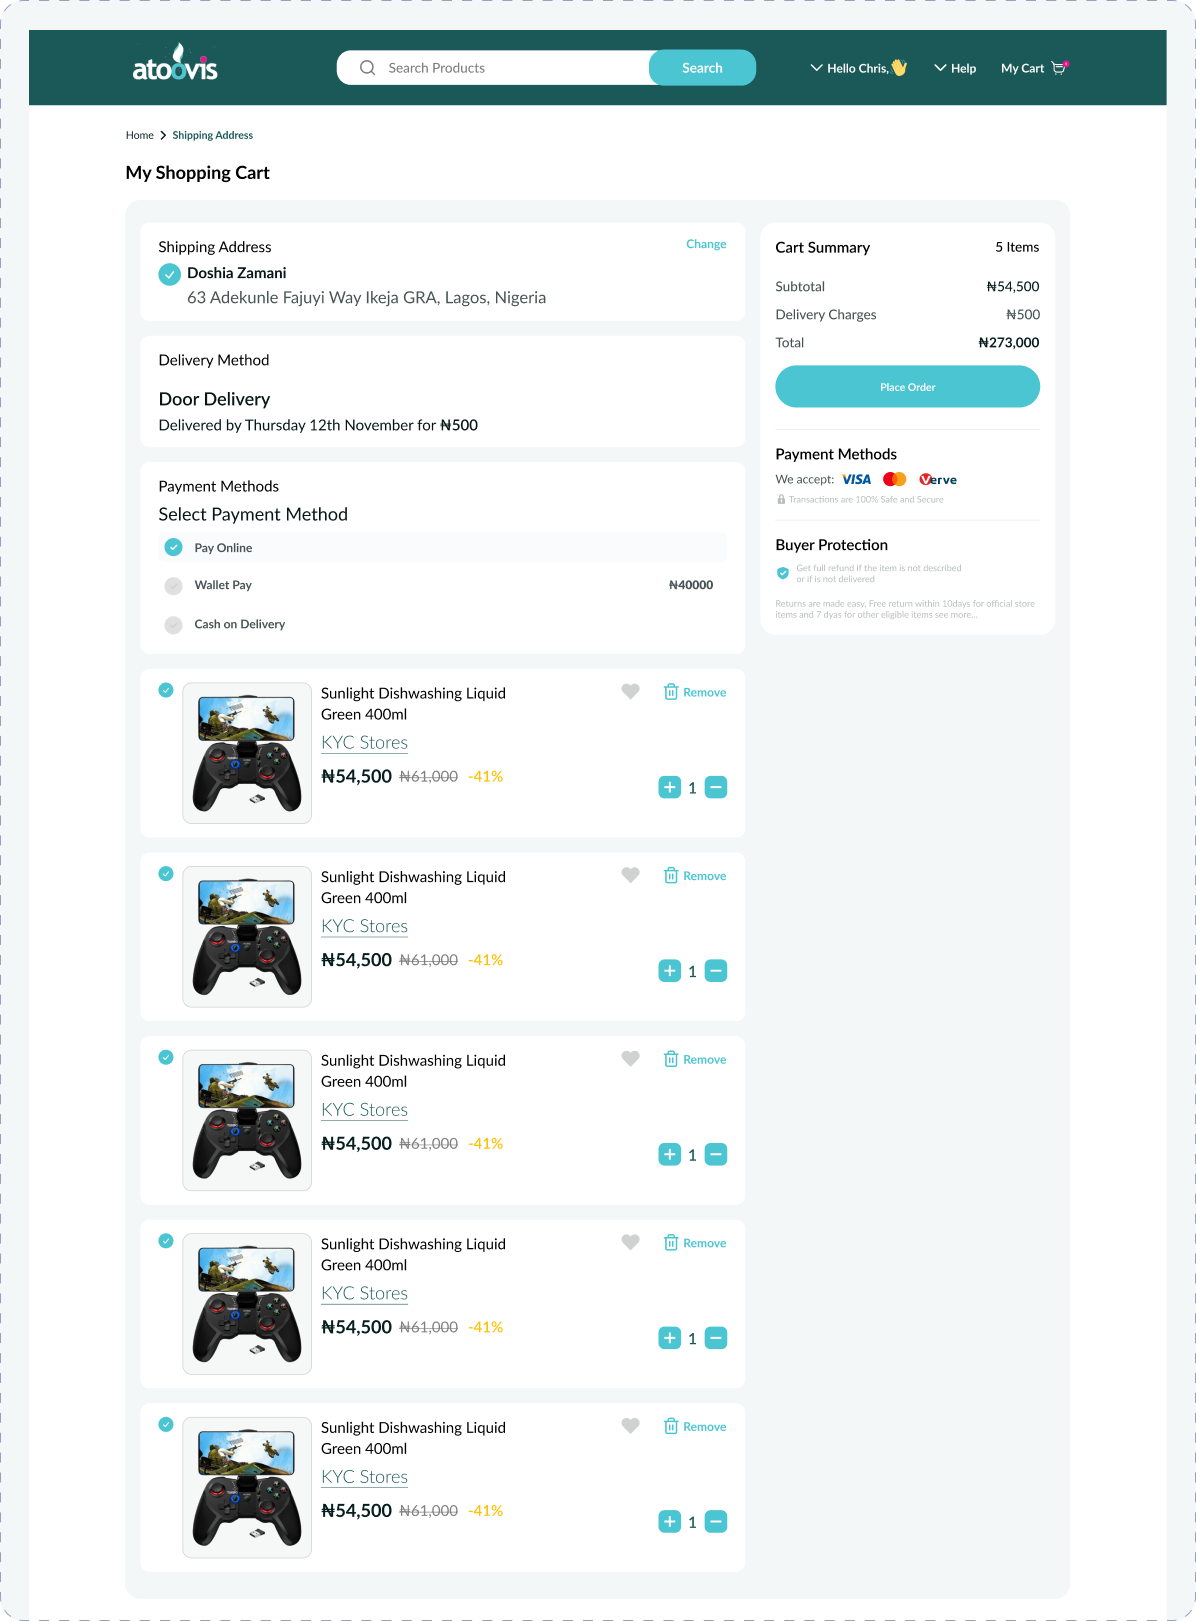 atoovis
Search Products
Search
Hello Chris,👋
Help
My Cart
Home > Shipping Address
My Shopping Cart
Shipping Address
Change
Doshia Zamani
63 Adekunle Fajuyi Way Ikeja GRA, Lagos, Nigeria
Delivery Method
Door Delivery
Delivered by Thursday 12th November for ₦500
Payment Methods
Select Payment Method
Pay Online
Wallet Pay
₦40000
Cash on Delivery
Sunlight Dishwashing Liquid
Green 400ml
KYC Stores
₦54,500 ₦61,000 -41%
Remove
+ 1 −
Sunlight Dishwashing Liquid
Green 400ml
KYC Stores
₦54,500 ₦61,000 -41%
Remove
+ 1 −
Sunlight Dishwashing Liquid
Green 400ml
KYC Stores
₦54,500 ₦61,000 -41%
Remove
+ 1 −
Sunlight Dishwashing Liquid
Green 400ml
KYC Stores
₦54,500 ₦61,000 -41%
Remove
+ 1 −
Sunlight Dishwashing Liquid
Green 400ml
KYC Stores
₦54,500 ₦61,000 -41%
Remove
+ 1 −
Cart Summary
5 Items
Subtotal
₦54,500
Delivery Charges
₦500
Total
₦273,000
Place Order
Payment Methods
We accept: VISA Verve
Transactions are 100% Safe and Secure
Buyer Protection
Get full refund if the item is not described
or if is not delivered
Returns are made easy, Free return within 10days for official store
items and 7 dyas for other eligible items see more...